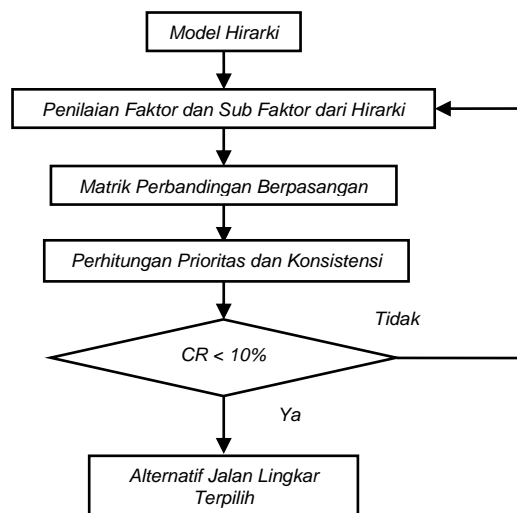 Model Hirarki
Penilaian Faktor dan Sub Faktor dari Hirarki
Matrik Perbandingan Berpasangan
Perhitungan Prioritas dan Konsistensi
Tidak
CR < 10%
Ya
Alternatif Jalan Lingkar
Terpilih